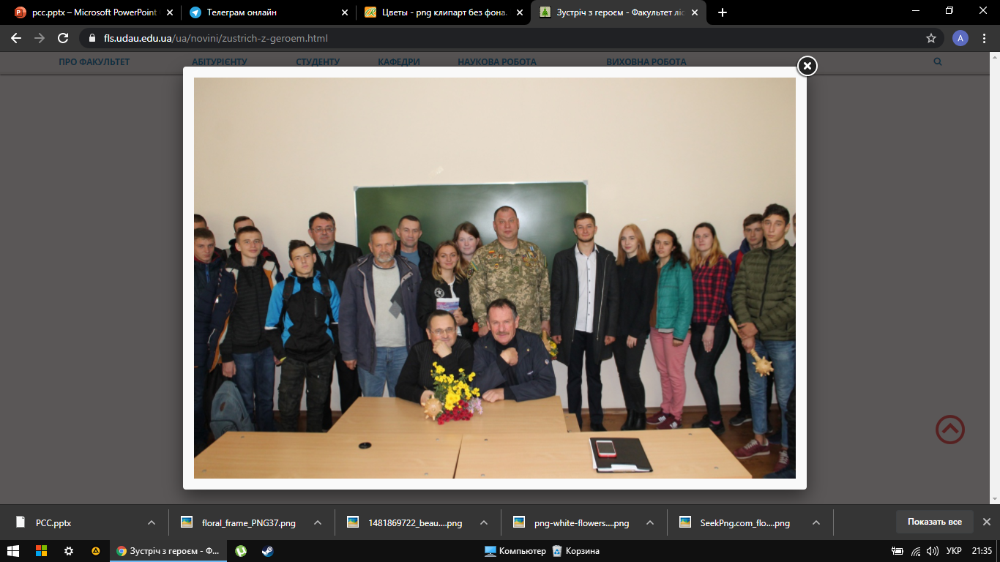 pcc.pptx – Microsoft PowerPoint
Телеграм онлайн
Цветы - png клипарт без фона.
Зустріч з героєм - Факультет ліс
fls.udau.edu.ua/ua/novini/zustrich-z-geroem.html
A
ПРО ФАКУЛЬТЕТ АБІТУРІЄНТУ СТУДЕНТУ КАФЕДРИ НАУКОВА РОБОТА ВИХОВНА РОБОТА
PCC.pptx
floral_frame_PNG37.png
1481869722_beau....png
png-white-flowers....png
SeekPng.com_flo....png
Показать все
Зустріч з героєм - Ф...
Компьютер
Корзина
УКР
21:35